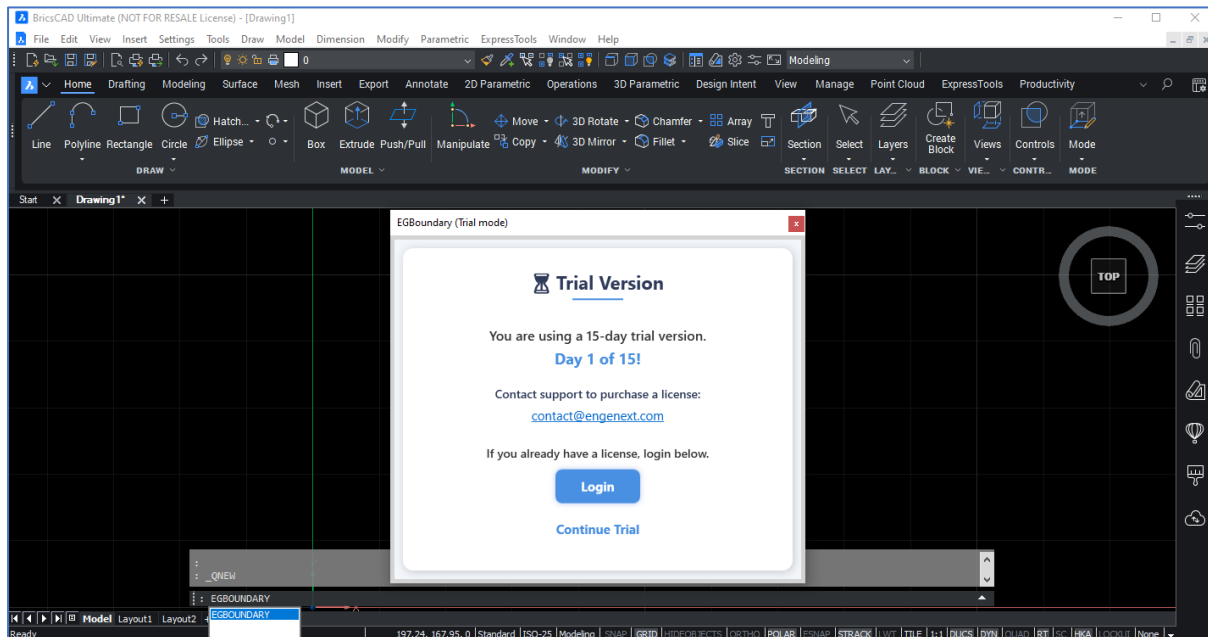 BricsCAD Ultimate (NOT FOR RESALE License) - [Drawing1]
File Edit View Insert Settings Tools Draw Model Dimension Modify Parametric ExpressTools Window Help
0 Modeling
Home Drafting Modeling Surface Mesh Insert Export Annotate 2D Parametric Operations 3D Parametric Design Intent View Manage Point Cloud ExpressTools Productivity
Hatch... Move 3D Rotate Chamfer Array
Ellipse Copy 3D Mirror Fillet Slice
Line Polyline Rectangle Circle Box Extrude Push/Pull Manipulate Section Select Layers Create Block Views Controls Mode
DRAW MODEL MODIFY SECTION SELECT LAY... BLOCK VIE... CONTR... MODE
Start Drawing1* +
EGBoundary (Trial mode)
Trial Version
TOP
You are using a 15-day trial version.
Day 1 of 15!
Contact support to purchase a license:
contact@engenext.com
If you already have a license, login below.
Login
Continue Trial
:
: _QNEW
: EGBOUNDARY
EGBOUNDARY
X
Model Layout1 Layout2 +
Ready 197.24, 167.95, 0 Standard ISO-25 Modeling SNAP GRID HIDEOBJECTS ORTHO POLAR ESNAP STRACK LWT TILE 1:1 DUCS DYN QUAD RT SC HKA LOCKUI None